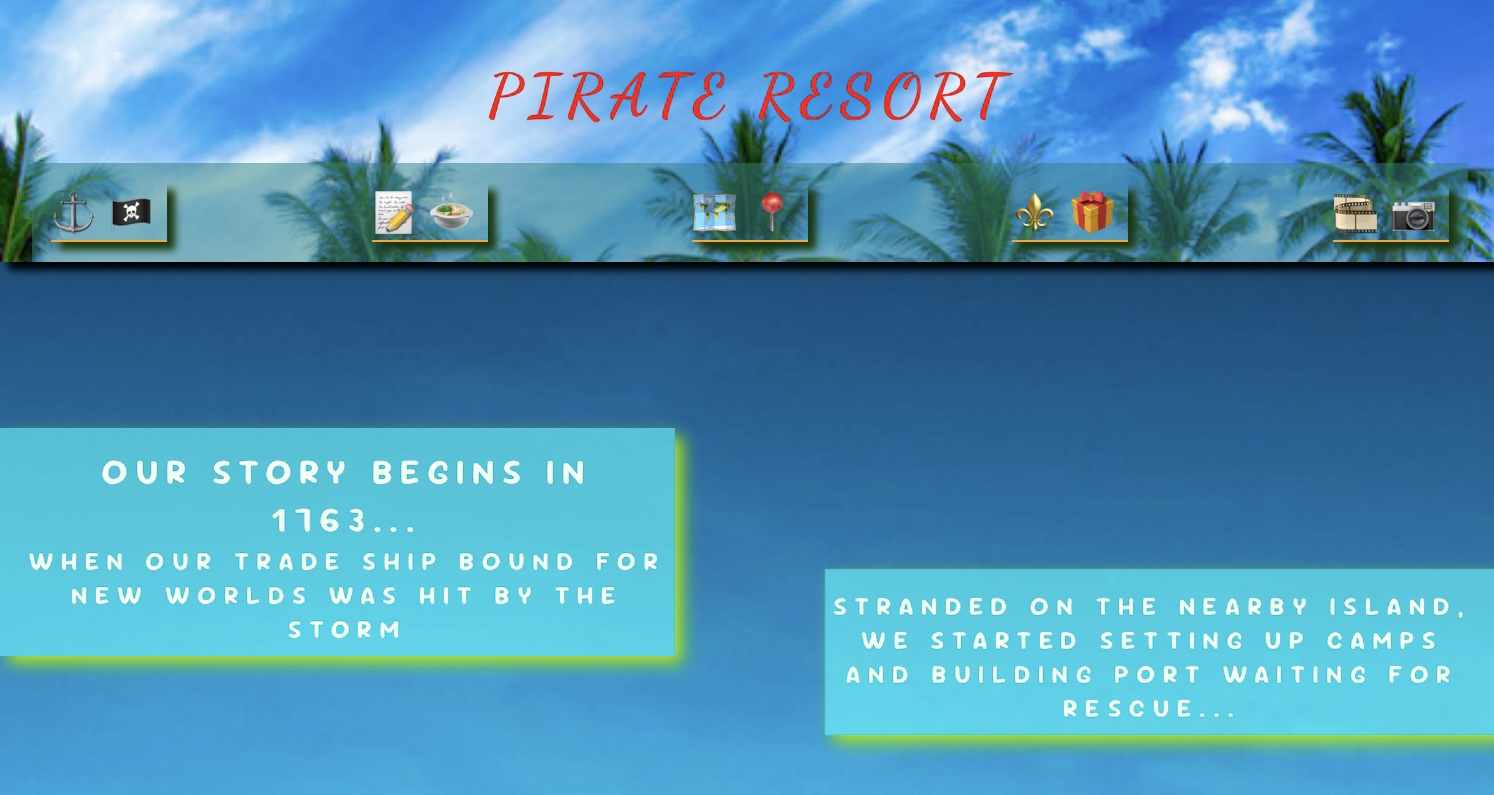 PIRATE RESORT
OUR STORY BEGINS IN
1763...
WHEN OUR TRADE SHIP BOUND FOR
NEW WORLDS WAS HIT BY THE
STORM
STRANDED ON THE NEARBY ISLAND,
WE STARTED SETTING UP CAMPS
AND BUILDING PORT WAITING FOR
RESCUE...